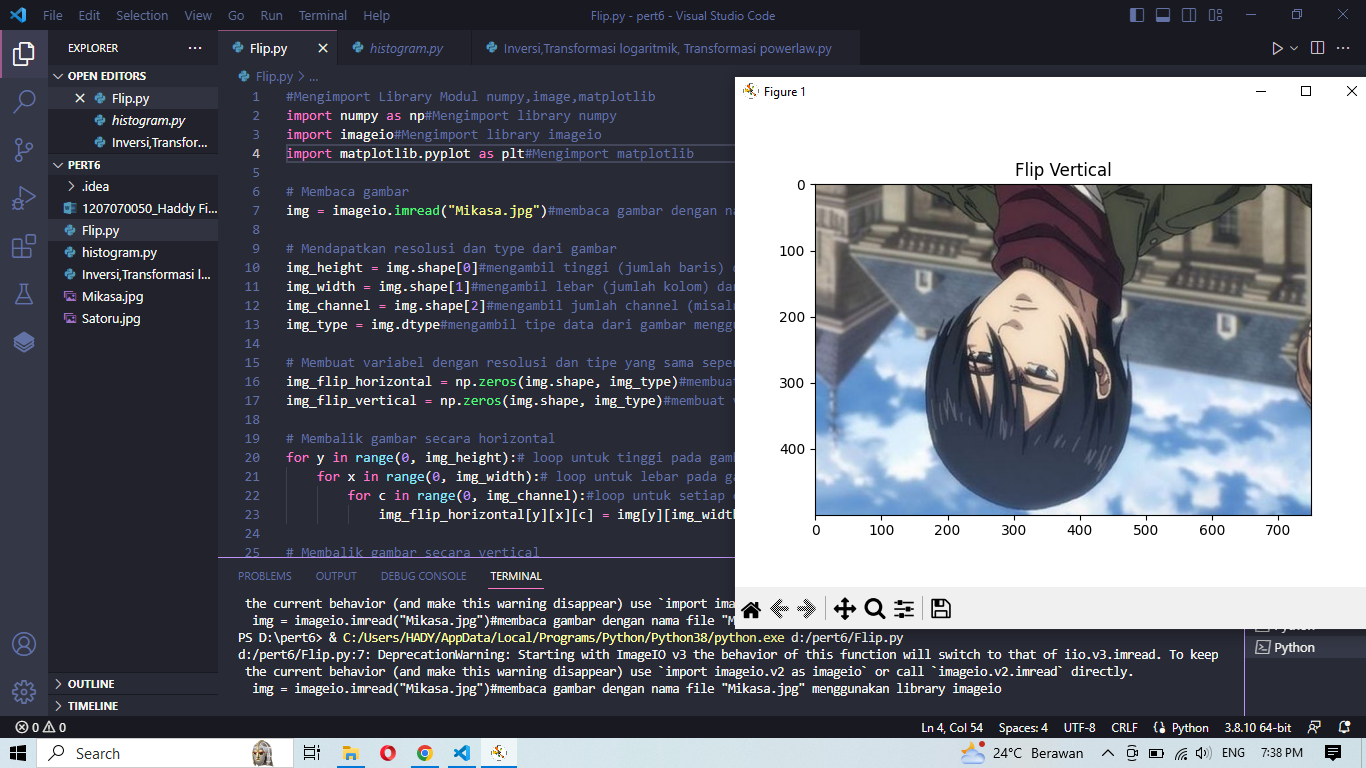 File Edit Selection View Go Run Terminal Help
Flip.py - pert6 - Visual Studio Code
EXPLORER
OPEN EDITORS
Flip.py
histogram.py
Inversi,Transfor...
PERT6
.idea
1207070050_Haddy Fi...
Flip.py
histogram.py
Inversi,Transformasi l...
Mikasa.jpg
Satoru.jpg
OUTLINE
TIMELINE
Flip.py histogram.py Inversi,Transformasi logaritmik, Transformasi powerlaw.py
Flip.py > ...
1 #Mengimport Library Modul numpy,image,matplotlib
2 import numpy as np#Mengimport library numpy
3 import imageio#Mengimport library imageio
4 import matplotlib.pyplot as plt#Mengimport matplotlib
5
6 # Membaca gambar
7 img = imageio.imread("Mikasa.jpg")#membaca gambar dengan na
8
9 # Mendapatkan resolusi dan type dari gambar
10 img_height = img.shape[0]#mengambil tinggi (jumlah baris)
11 img_width = img.shape[1]#mengambil lebar (jumlah kolom) dar
12 img_channel = img.shape[2]#mengambil jumlah channel (misal
13 img_type = img.dtype#mengambil tipe data dari gambar menggu
14
15 # Membuat variabel dengan resolusi dan tipe yang sama seper
16 img_flip_horizontal = np.zeros(img.shape, img_type)#membuat
17 img_flip_vertical = np.zeros(img.shape, img_type)#membuat
18
19 # Membalik gambar secara horizontal
20 for y in range(0, img_height):# loop untuk tinggi pada gam
21 for x in range(0, img_width):# loop untuk lebar pada ga
22 for c in range(0, img_channel):#loop untuk setiap
23 img_flip_horizontal[y][x][c] = img[y][img_width
24
25 # Membalik gambar secara vertical
Figure 1
Flip Vertical
0
100
200
300
400
0 100 200 300 400 500 600 700
PROBLEMS OUTPUT DEBUG CONSOLE TERMINAL
the current behavior (and make this warning disappear) use `import ima
img = imageio.imread("Mikasa.jpg")#membaca gambar dengan nama file "M
PS D:\pert6> & C:/Users/HADY/AppData/Local/Programs/Python/Python38/python.exe d:/pert6/Flip.py
d:/pert6/Flip.py:7: DeprecationWarning: Starting with ImageIO v3 the behavior of this function will switch to that of iio.v3.imread. To keep
the current behavior (and make this warning disappear) use `import imageio.v2 as imageio` or call `imageio.v2.imread` directly.
img = imageio.imread("Mikasa.jpg")#membaca gambar dengan nama file "Mikasa.jpg" menggunakan library imageio
Python
0 0
Ln 4, Col 54 Spaces: 4 UTF-8 CRLF Python 3.8.10 64-bit
Search
24°C Berawan ENG 7:38 PM